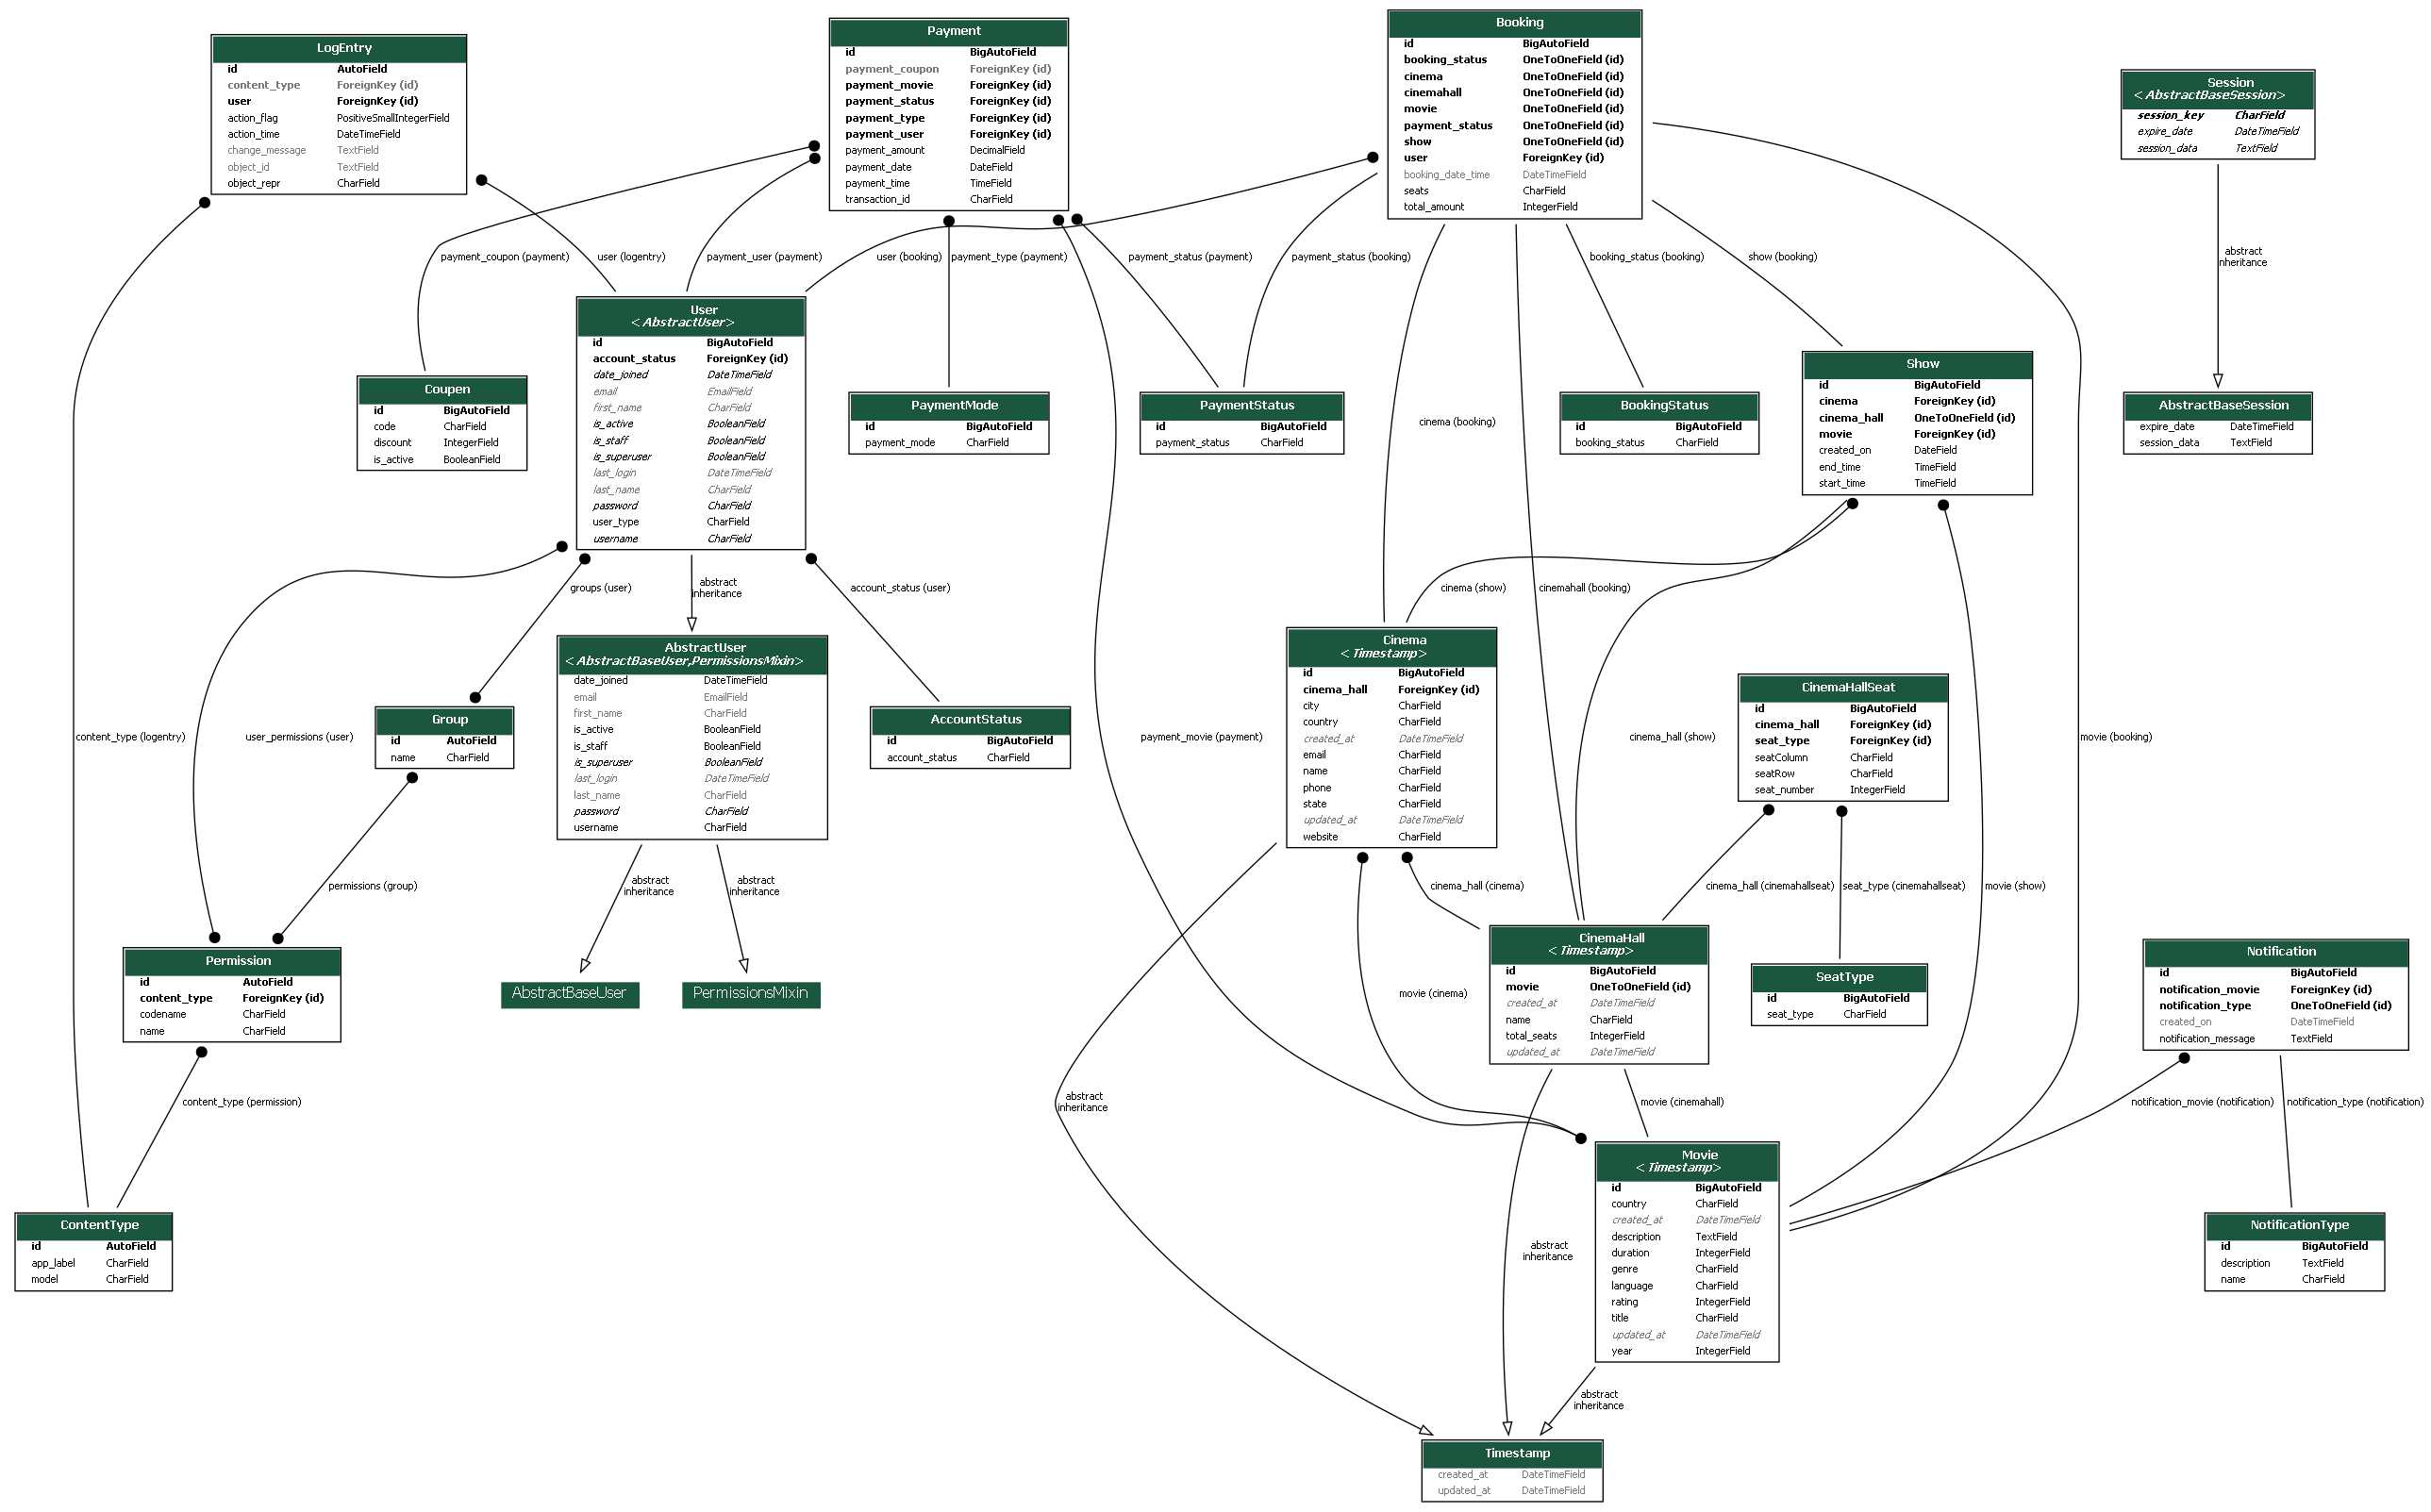 LogEntry
id AutoField
content_type ForeignKey (id)
user ForeignKey (id)
action_flag PositiveSmallIntegerField
action_time DateTimeField
change_message TextField
object_id TextField
object_repr CharField
Payment
id BigAutoField
payment_coupon ForeignKey (id)
payment_movie ForeignKey (id)
payment_status ForeignKey (id)
payment_type ForeignKey (id)
payment_user ForeignKey (id)
payment_amount DecimalField
payment_date DateField
payment_time TimeField
transaction_id CharField
Booking
id BigAutoField
booking_status OneToOneField (id)
cinema OneToOneField (id)
cinemahall OneToOneField (id)
movie OneToOneField (id)
payment_status OneToOneField (id)
show OneToOneField (id)
user ForeignKey (id)
booking_date_time DateTimeField
seats CharField
total_amount IntegerField
Session
<AbstractBaseSession>
session_key CharField
expire_date DateTimeField
session_data TextField
payment_coupon (payment)
user (logentry)
payment_user (payment)
user (booking)
payment_type (payment)
payment_status (payment)
payment_status (booking)
booking_status (booking)
show (booking)
abstract
inheritance
User
<AbstractUser>
id BigAutoField
account_status ForeignKey (id)
date_joined DateTimeField
email EmailField
first_name CharField
is_active BooleanField
is_staff BooleanField
is_superuser BooleanField
last_login DateTimeField
last_name CharField
password CharField
user_type CharField
username CharField
Coupen
id BigAutoField
code CharField
discount IntegerField
is_active BooleanField
PaymentMode
id BigAutoField
payment_mode CharField
PaymentStatus
id BigAutoField
payment_status CharField
cinema (booking)
BookingStatus
id BigAutoField
booking_status CharField
Show
id BigAutoField
cinema ForeignKey (id)
cinema_hall OneToOneField (id)
movie ForeignKey (id)
created_on DateField
end_time TimeField
start_time TimeField
AbstractBaseSession
expire_date DateTimeField
session_data TextField
groups (user)
abstract
inheritance
account_status (user)
cinema (show)
cinemahall (booking)
AbstractUser
<AbstractBaseUser,PermissionsMixin>
date_joined DateTimeField
email EmailField
first_name CharField
is_active BooleanField
is_staff BooleanField
is_superuser BooleanField
last_login DateTimeField
last_name CharField
password CharField
username CharField
Cinema
<Timestamp>
id BigAutoField
cinema_hall ForeignKey (id)
city CharField
country CharField
created_at DateTimeField
email CharField
name CharField
phone CharField
state CharField
updated_at DateTimeField
website CharField
CinemaHallSeat
id BigAutoField
cinema_hall ForeignKey (id)
seat_type ForeignKey (id)
seatColumn CharField
seatRow CharField
seat_number IntegerField
content_type (logentry)
user_permissions (user)
Group
id AutoField
name CharField
AccountStatus
id BigAutoField
account_status CharField
payment_movie (payment)
cinema_hall (show)
movie (booking)
permissions (group)
abstract
inheritance
abstract
inheritance
cinema_hall (cinema)
cinema_hall (cinemahallseat)
seat_type (cinemahallseat)
movie (show)
Permission
id AutoField
content_type ForeignKey (id)
codename CharField
name CharField
AbstractBaseUser
PermissionsMixin
movie (cinema)
CinemaHall
<Timestamp>
id BigAutoField
movie OneToOneField (id)
created_at DateTimeField
name CharField
total_seats IntegerField
updated_at DateTimeField
SeatType
id BigAutoField
seat_type CharField
Notification
id BigAutoField
notification_movie ForeignKey (id)
notification_type OneToOneField (id)
created_on DateTimeField
notification_message TextField
content_type (permission)
abstract
inheritance
movie (cinemahall)
notification_movie (notification)
notification_type (notification)
ContentType
id AutoField
app_label CharField
model CharField
abstract
inheritance
Movie
<Timestamp>
id BigAutoField
country CharField
created_at DateTimeField
description TextField
duration IntegerField
genre CharField
language CharField
rating IntegerField
title CharField
updated_at DateTimeField
year IntegerField
NotificationType
id BigAutoField
description TextField
name CharField
abstract
inheritance
Timestamp
created_at DateTimeField
updated_at DateTimeField